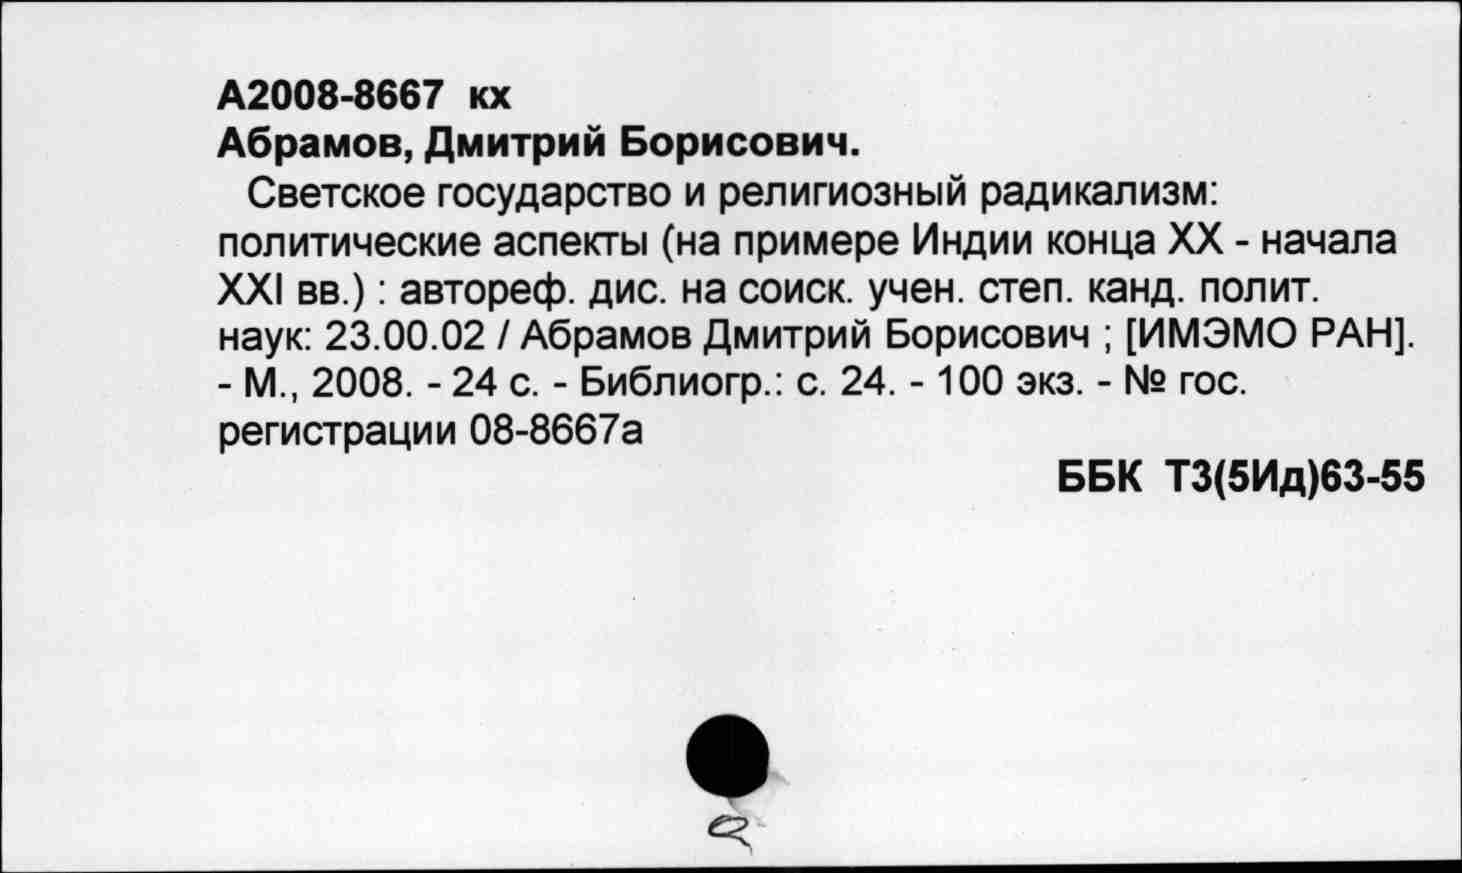 А2008-8667 кх
Абрамов, Дмитрий Борисович.
Светское государство и религиозный радикализм:
политические аспекты (на примере Индии конца XX - начала
XXI вв.) : автореф. дис. на соиск. учен. степ. канд. полит.
наук: 23.00.02 / Абрамов Дмитрий Борисович ; [ИМЭМО РАН].
- М., 2008. - 24 с. - Библиогр.: с. 24. - 100 экз. - № гос.
регистрации 08-8667а
ББК Т3(5Ид)63-55